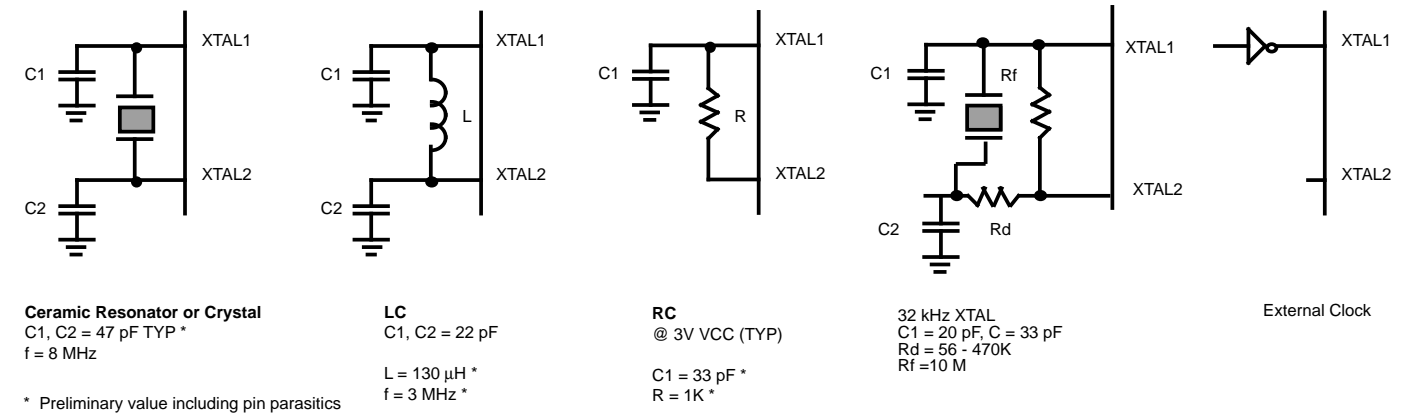 XTAL1
C1
XTAL2
C2
Ceramic Resonator or Crystal
C1, C2 = 47 pF TYP *
f = 8 MHz
* Preliminary value including pin parasitics
XTAL1
C1
L
XTAL2
C2
LC
C1, C2 = 22 pF
L = 130 μH *
f = 3 MHz *
XTAL1
C1
R
XTAL2
RC
@ 3V VCC (TYP)
C1 = 33 pF *
R = 1K *
XTAL1
C1
Rf
XTAL2
C2
Rd
32 kHz XTAL
C1 = 20 pF, C = 33 pF
Rd = 56 - 470K
Rf =10 M
XTAL1
XTAL2
External Clock